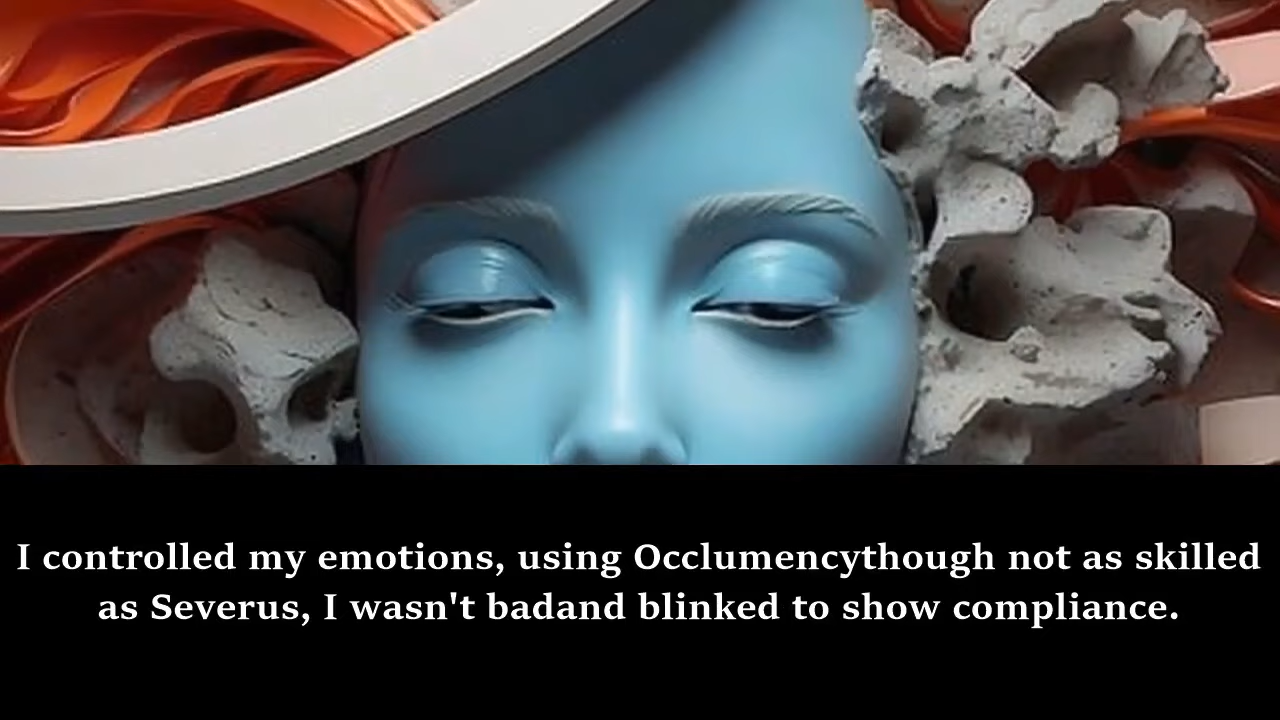 I controlled my emotions, using Occlumencythough not as skilled
as Severus, I wasn't badand blinked to show compliance.